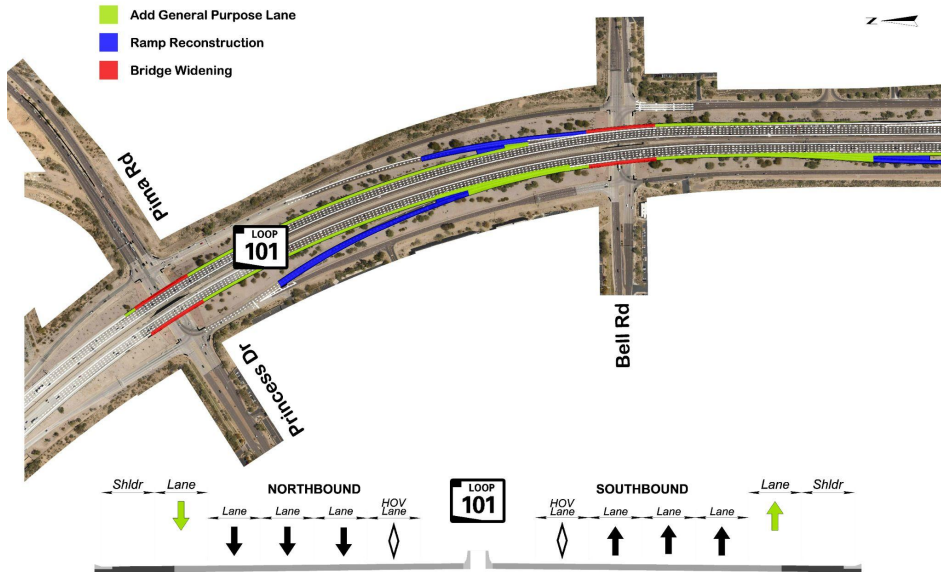 Add General Purpose Lane
Ramp Reconstruction
Bridge Widening
N
Pima Rd
LOOP
101
Princess Dr
Bell Rd
Shldr
Lane
NORTHBOUND
Lane
Lane
Lane
HOV
Lane
LOOP
101
SOUTHBOUND
HOV
Lane
Lane
Lane
Lane
Lane
Shldr